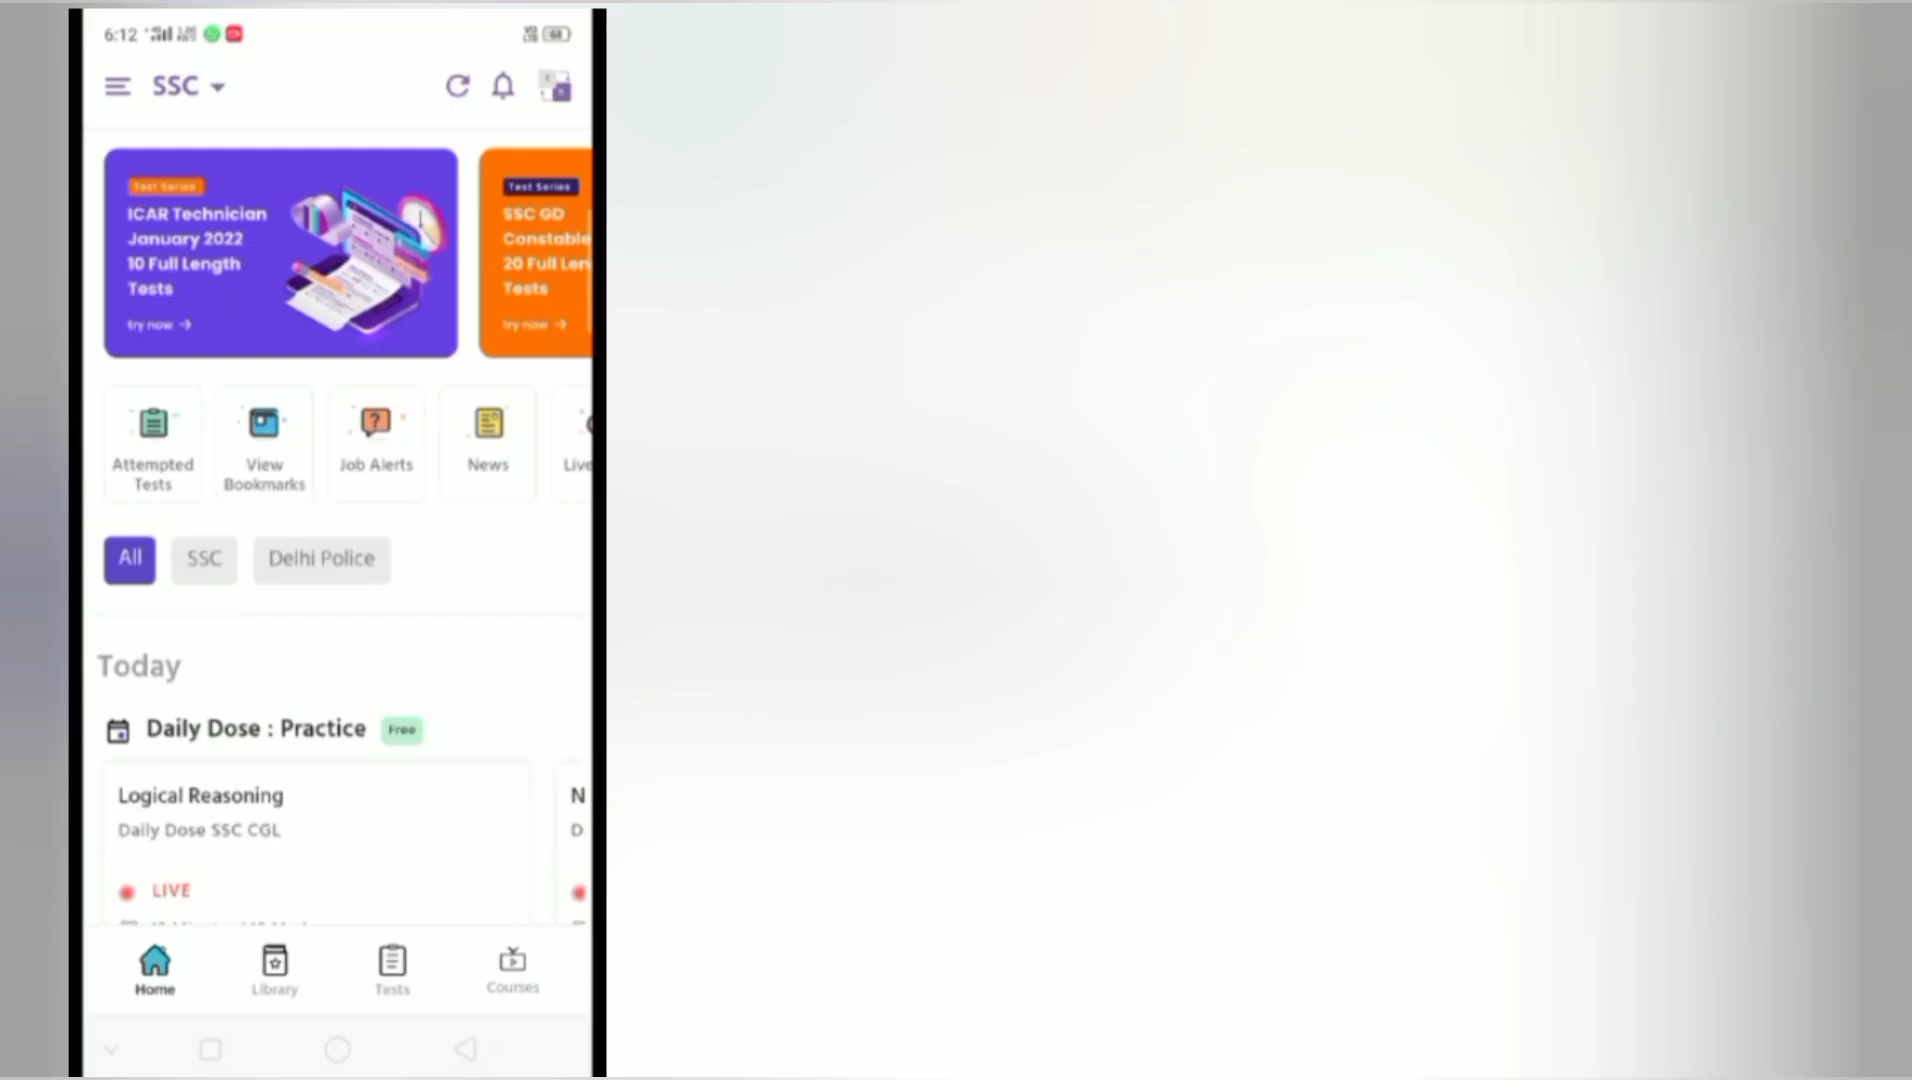 6:12
SSC
Test Series
ICAR Technician
January 2022
10 Full Length
Tests
try now →
Test Series
SSC GD
Constable
20 Full Len
Tests
try now →
Attempted
Tests
View
Bookmarks
Job Alerts
News
Live
All
SSC
Delhi Police
Today
Daily Dose : Practice
Free
Logical Reasoning
Daily Dose SSC CGL
LIVE
N
D
Home
Library
Tests
Courses